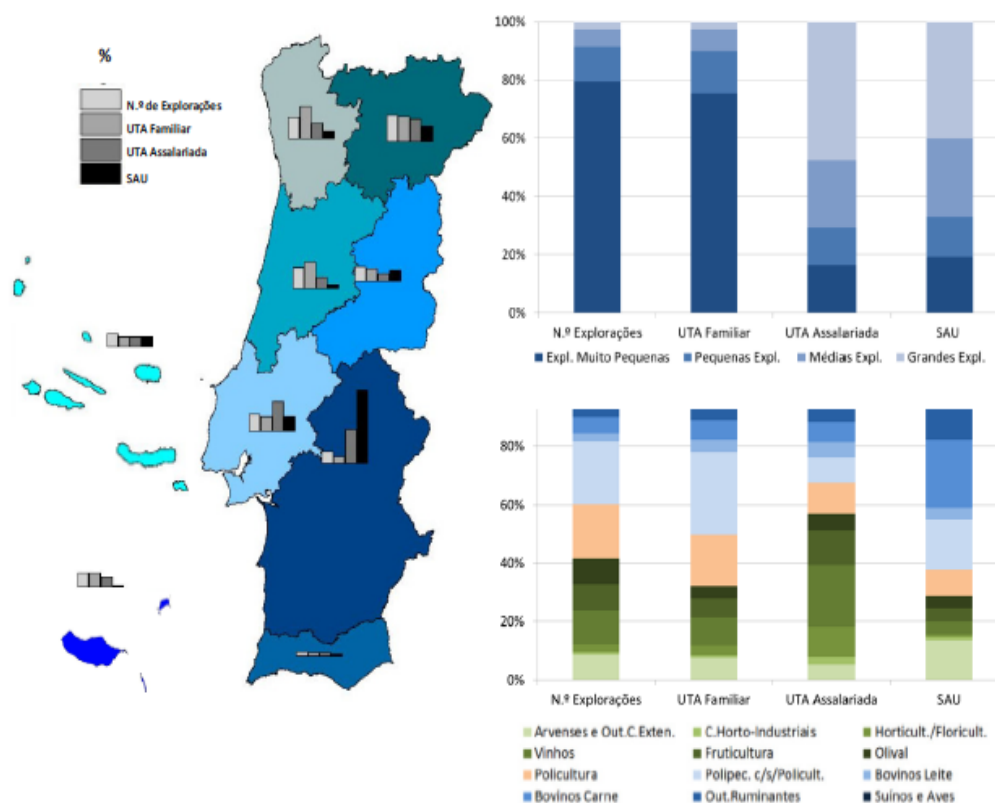 %
N.º de Explorações
UTA Familiar
UTA Assalariada
SAU
100%
80%
60%
40%
20%
0%
N.º Explorações UTA Familiar UTA Assalariada SAU
Expl. Muito Pequenas Pequenas Expl. Médias Expl. Grandes Expl.
80%
60%
40%
20%
0%
N.º Explorações UTA Familiar UTA Assalariada SAU
Arvenses e Out.C.Exten. C.Horto-Industriais Horticult./Floricult.
Vinhos Fruticultura Olival
Policultura Polipec. c/s/Policult. Bovinos Leite
Bovinos Carne Out.Ruminantes Suínos e Aves